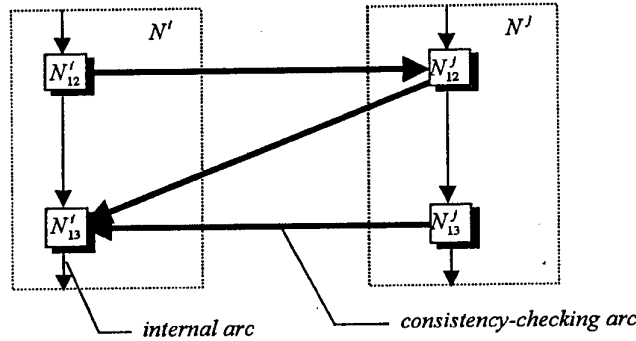 N^i N^j
N^i_12 N^j_12
N^i_13 N^j_13
internal arc consistency-checking arc